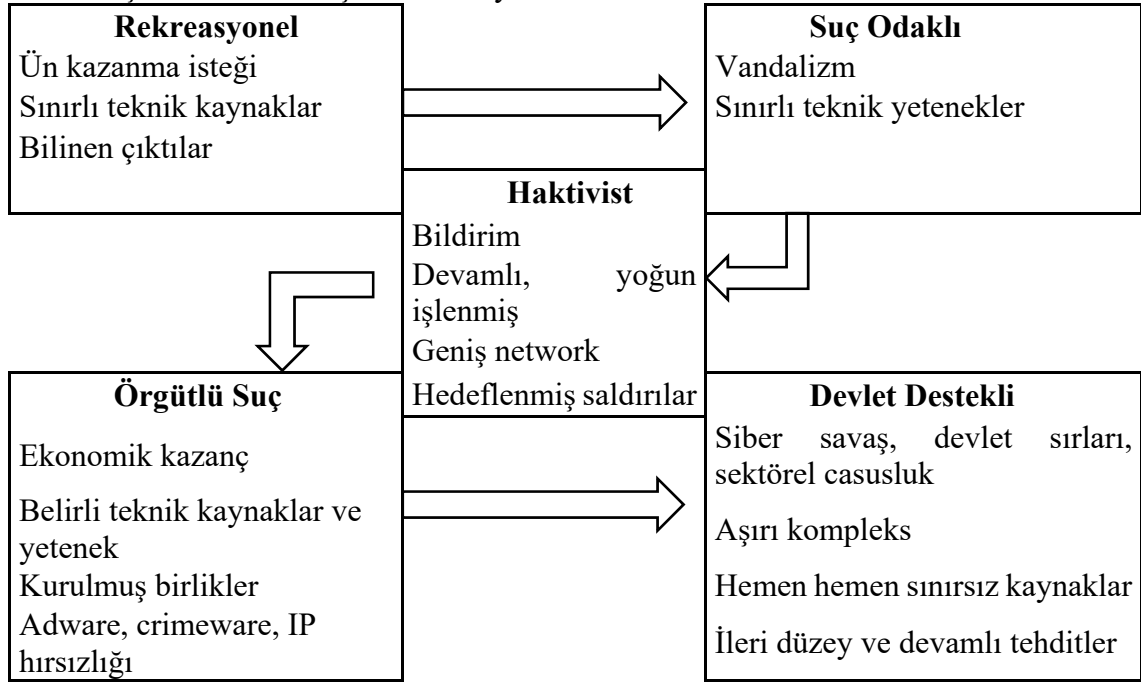 Rekreasyonel
Ün kazanma isteği
Sınırlı teknik kaynaklar
Bilinen çıktılar
Suç Odaklı
Vandalizm
Sınırlı teknik yetenekler
Haktivist
Bildirim
Devamlı, yoğun
işlenmiş
Geniş network
Hedeflenmiş saldırılar
Örgütlü Suç
Ekonomik kazanç
Belirli teknik kaynaklar ve
yetenek
Kurulmuş birlikler
Adware, crimeware, IP
hırsızlığı
Devlet Destekli
Siber savaş, devlet sırları,
sektörel casusluk
Aşırı kompleks
Hemen hemen sınırsız kaynaklar
İleri düzey ve devamlı tehditler